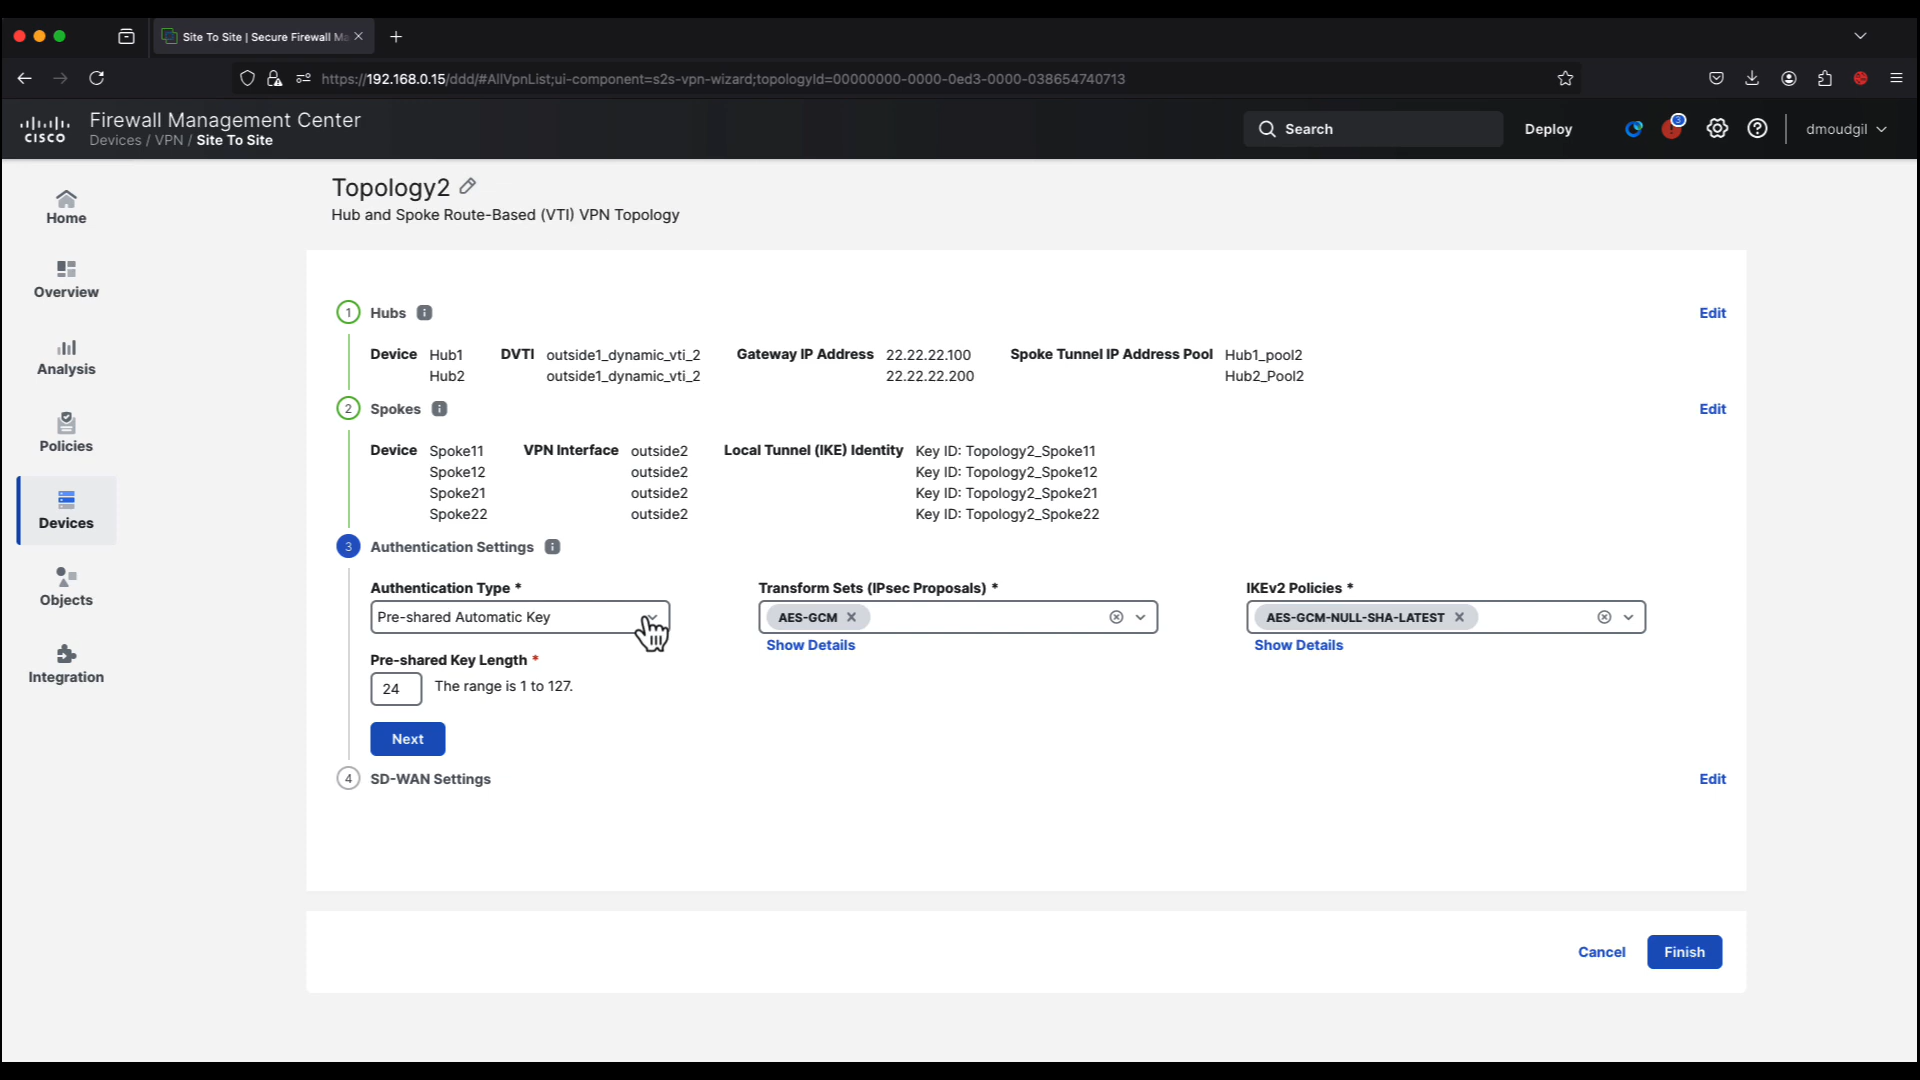 Site To Site | Secure Firewall Ma
https://192.168.0.15/ddd/#AllVpnList;ui-component=s2s-vpn-wizard;topologyId=00000000-0000-0ed3-0000-038654740713
CISCO
Firewall Management Center
Devices / VPN / Site To Site
Search
Deploy
3
dmoudgil
Home
Overview
Analysis
Policies
Devices
Objects
Integration
Topology2
Hub and Spoke Route-Based (VTI) VPN Topology
1 Hubs Edit
Device Hub1 DVTI outside1_dynamic_vti_2 Gateway IP Address 22.22.22.100 Spoke Tunnel IP Address Pool Hub1_pool2
Hub2 outside1_dynamic_vti_2 22.22.22.200 Hub2_Pool2
2 Spokes Edit
Device Spoke11 VPN Interface outside2 Local Tunnel (IKE) Identity Key ID: Topology2_Spoke11
Spoke12 outside2 Key ID: Topology2_Spoke12
Spoke21 outside2 Key ID: Topology2_Spoke21
Spoke22 outside2 Key ID: Topology2_Spoke22
3 Authentication Settings
Authentication Type * Transform Sets (IPsec Proposals) * IKEv2 Policies *
Pre-shared Automatic Key AES-GCM AES-GCM-NULL-SHA-LATEST
Show Details Show Details
Pre-shared Key Length *
24 The range is 1 to 127.
Next
4 SD-WAN Settings Edit
Cancel Finish